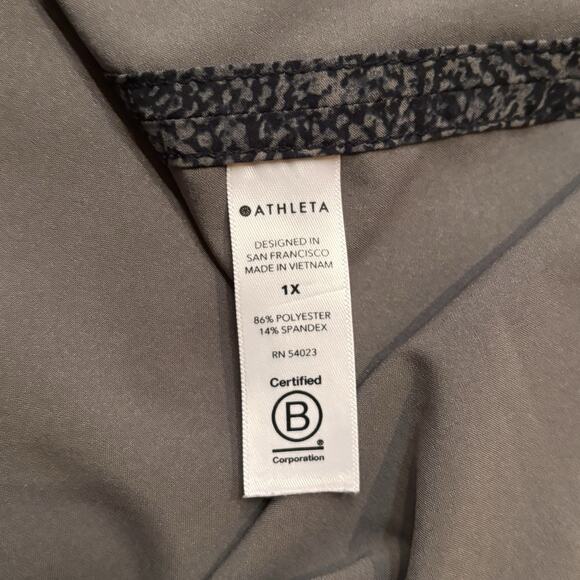 ATHLETA
DESIGNED IN
SAN FRANCISCO
MADE IN VIETNAM
1X
86% POLYESTER
14% SPANDEX
RN 54023
Certified
B
®
Corporation